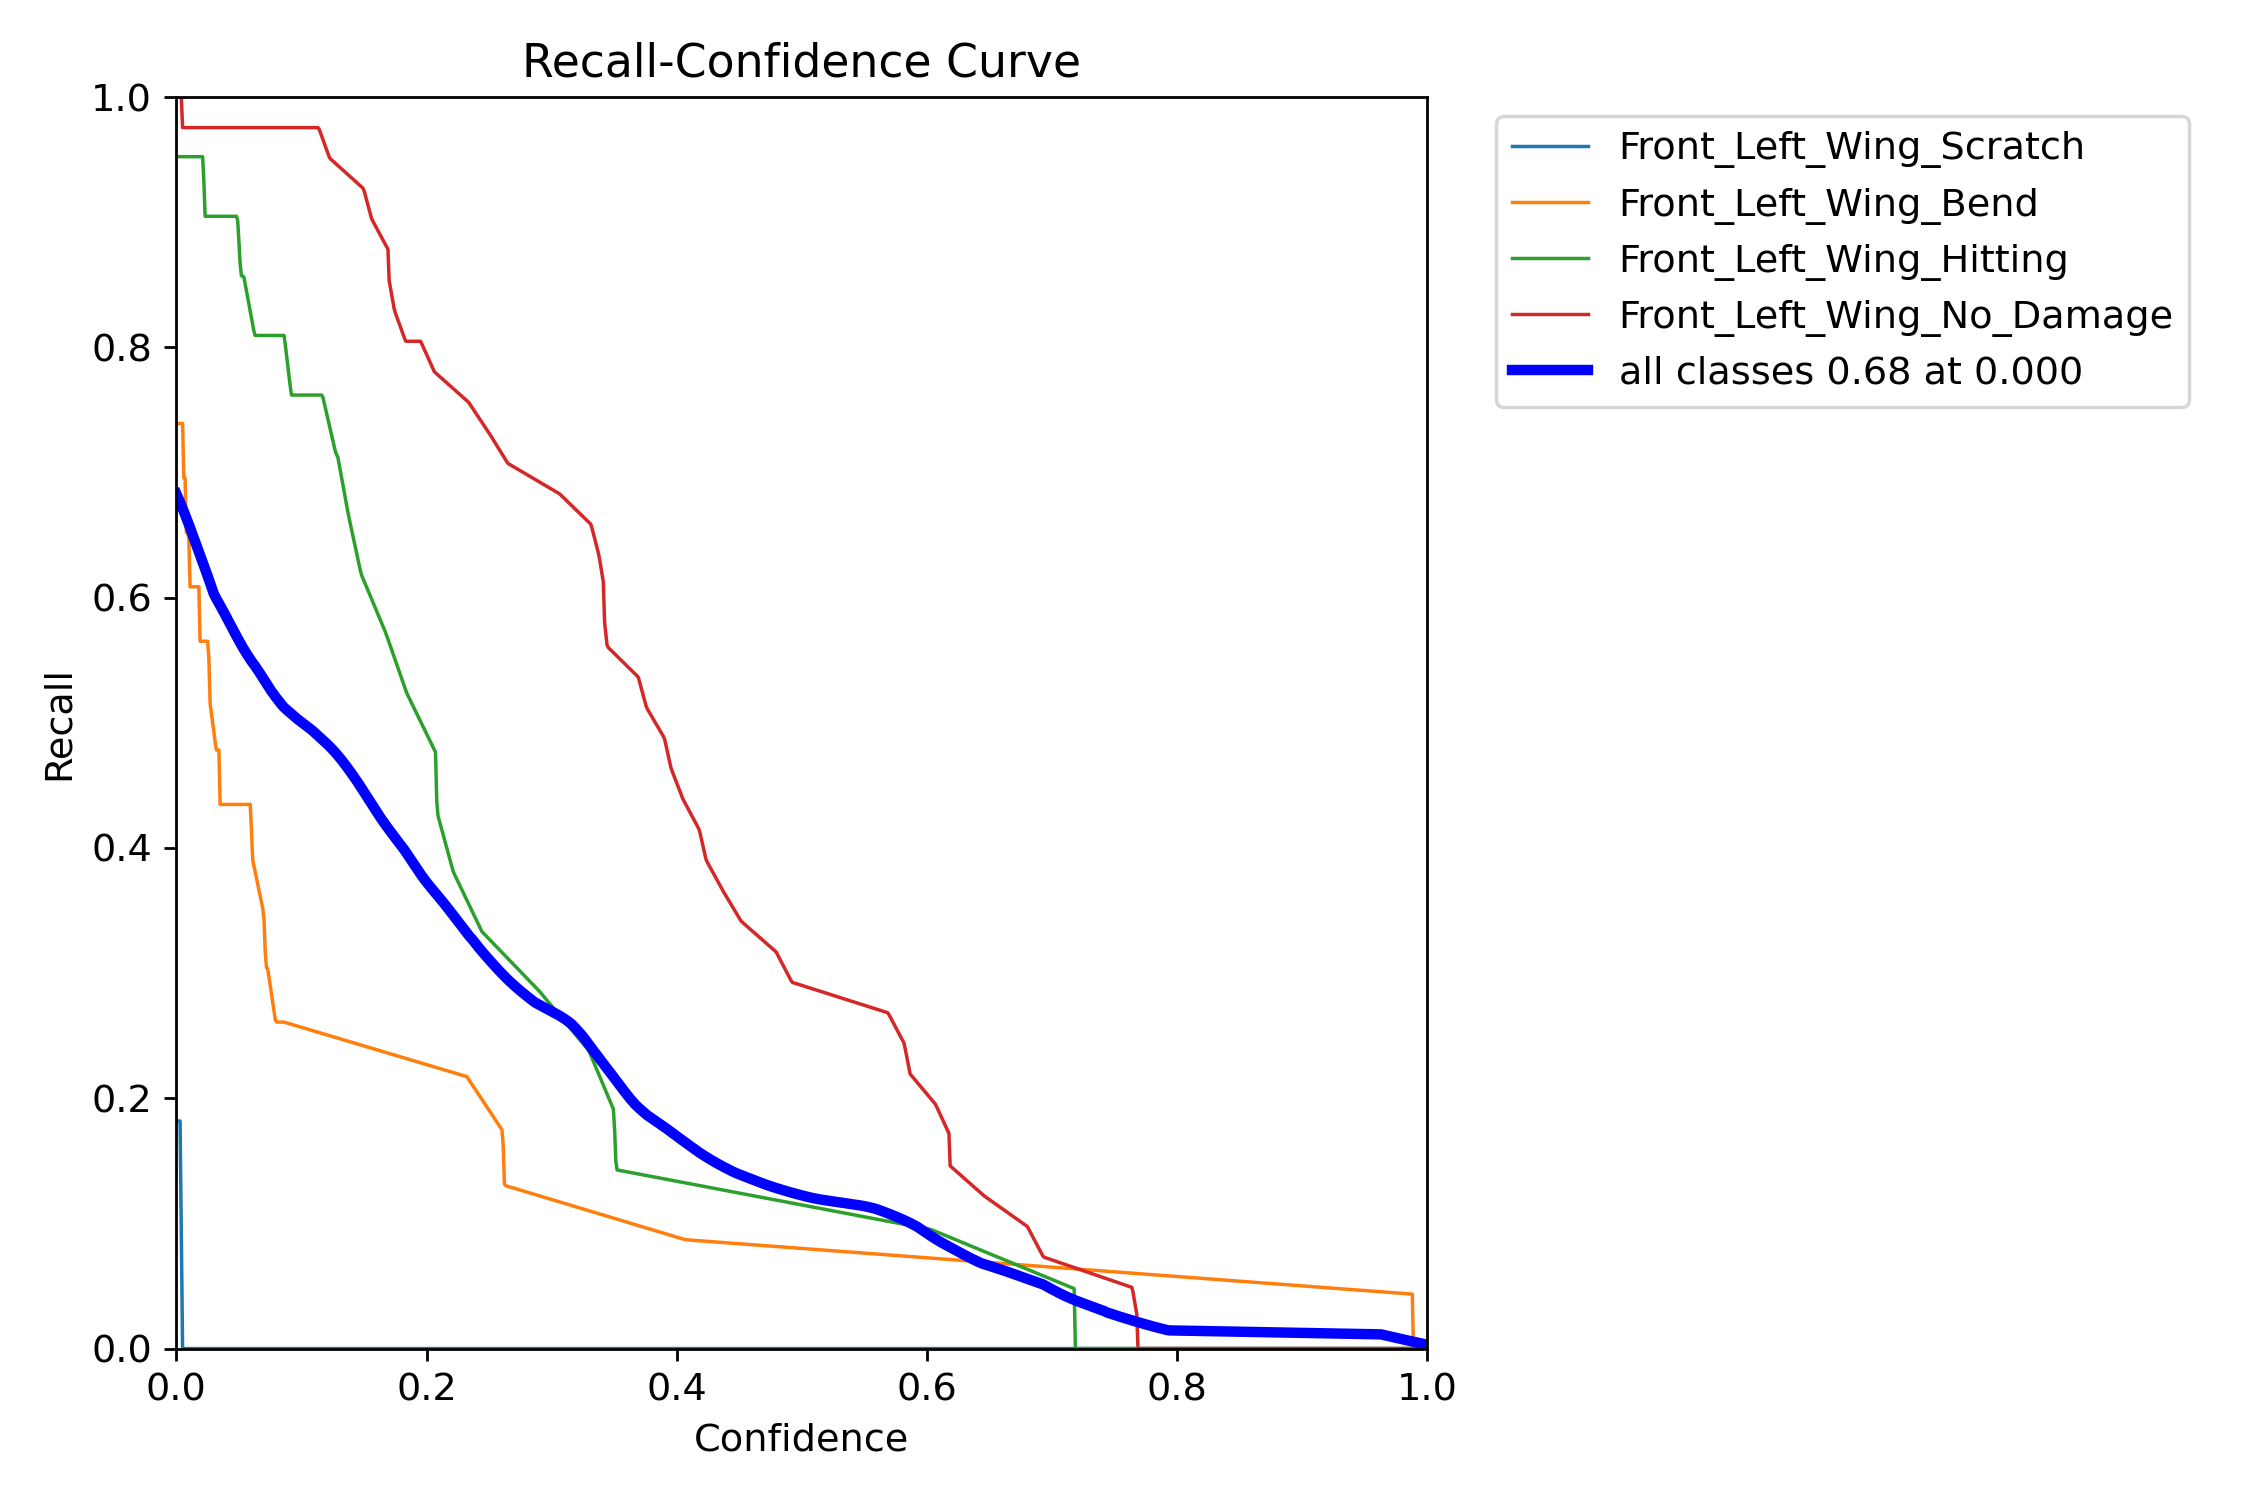 Recall-Confidence Curve
1.0
0.8
0.6
0.4
0.2
0.0
Recall
0.0 0.2 0.4 0.6 0.8 1.0
Confidence
Front_Left_Wing_Scratch
Front_Left_Wing_Bend
Front_Left_Wing_Hitting
Front_Left_Wing_No_Damage
all classes 0.68 at 0.000